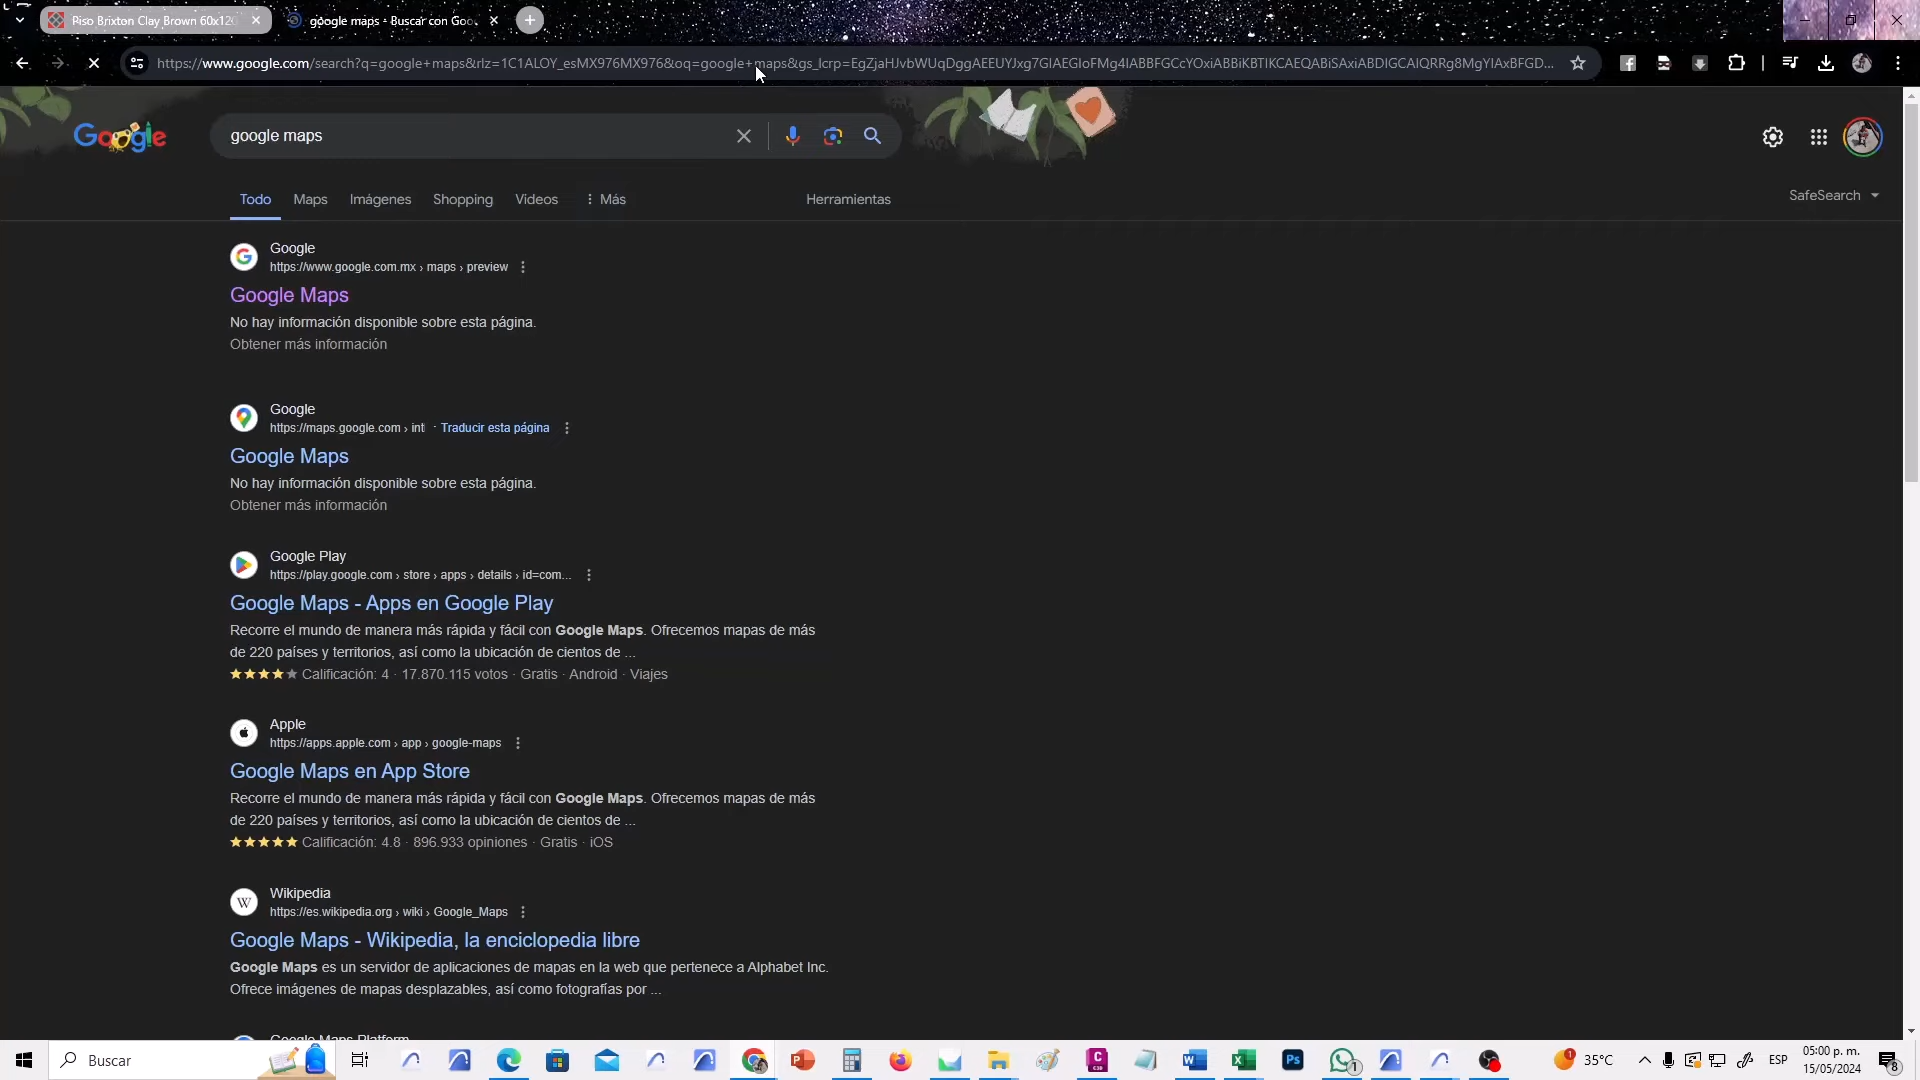 Piso Brixton Clay Brown 60x120
google maps - Buscar con Goo
https://www.google.com/search?q=google+maps&rlz=1C1ALOY_esMX976MX976&oq=google+maps&gs_lcrp=EgZjaHJvbWUqDggAEEUYJxg7GIAEGIoFMg4IABBFGCcYOxiABBiKBTIKCAEQABiSAxiABDIGCAIQRRg8MgYIAxBFGD...
Google
google maps
Todo
Maps
Imágenes
Shopping
Videos
Más
Herramientas
SafeSearch
Google
https://www.google.com.mx › maps › preview
Google Maps
No hay información disponible sobre esta página.
Obtener más información
Google
https://maps.google.com › intl · Traducir esta página
Google Maps
No hay información disponible sobre esta página.
Obtener más información
Google Play
https://play.google.com › store › apps › details › id=com...
Google Maps - Apps en Google Play
Recorre el mundo de manera más rápida y fácil con Google Maps. Ofrecemos mapas de más
de 220 países y territorios, así como la ubicación de cientos de ...
Calificación: 4 · 17.870.115 votos · Gratis · Android · Viajes
Apple
https://apps.apple.com › app › google-maps
Google Maps en App Store
Recorre el mundo de manera más rápida y fácil con Google Maps. Ofrecemos mapas de más
de 220 países y territorios, así como la ubicación de cientos de ...
Calificación: 4.8 · 896.933 opiniones · Gratis · iOS
W
Wikipedia
https://es.wikipedia.org › wiki › Google_Maps
Google Maps - Wikipedia, la enciclopedia libre
Google Maps es un servidor de aplicaciones de mapas en la web que pertenece a Alphabet Inc.
Ofrece imágenes de mapas desplazables, así como fotografías por ...
Google Maps Platform
Buscar
35°C
ESP
05:00 p. m.
15/05/2024
8